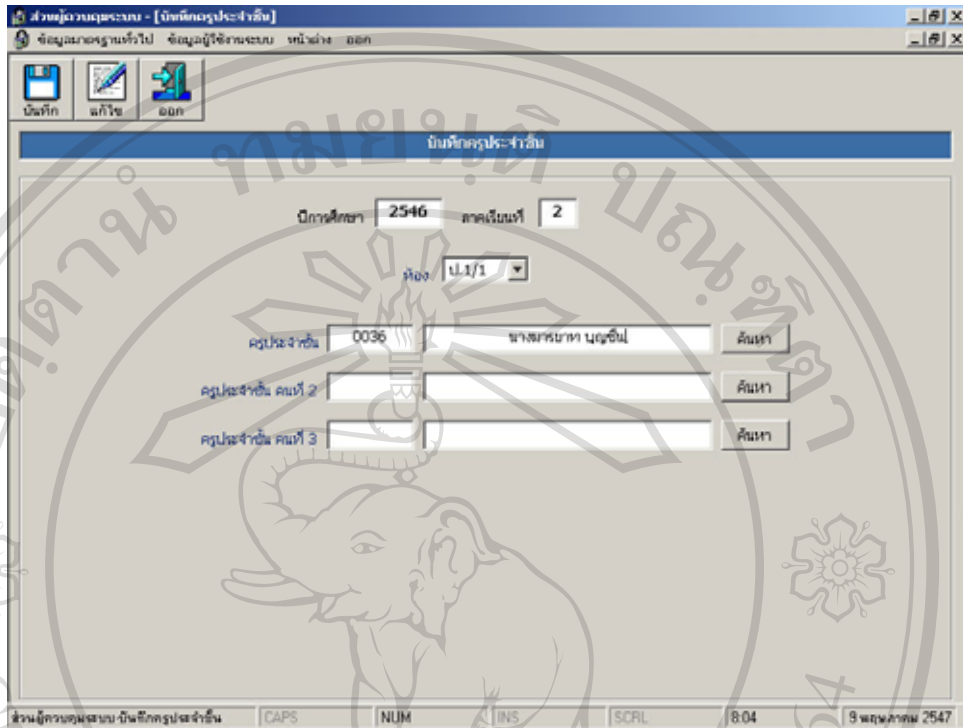 ส่วนผู้ควบคุมระบบ - [บันทึกครูประจำชั้น]
ข้อมูลมาตรฐานทั่วไป ข้อมูลผู้ใช้งานระบบ หน้าต่าง ออก
บันทึก แก้ไข ออก
บันทึกครูประจำชั้น
ปีการศึกษา 2546 ภาคเรียนที่ 2
ห้อง ป.1/1
ครูประจำชั้น 0036 ค้นหา
ครูประจำชั้น คนที่ 2 ค้นหา
ครูประจำชั้น คนที่ 3 ค้นหา
ส่วนผู้ควบคุมระบบ-บันทึกครูประจำชั้น CAPS NUM INS SCRL 8:04 9 พฤษภาคม 2547